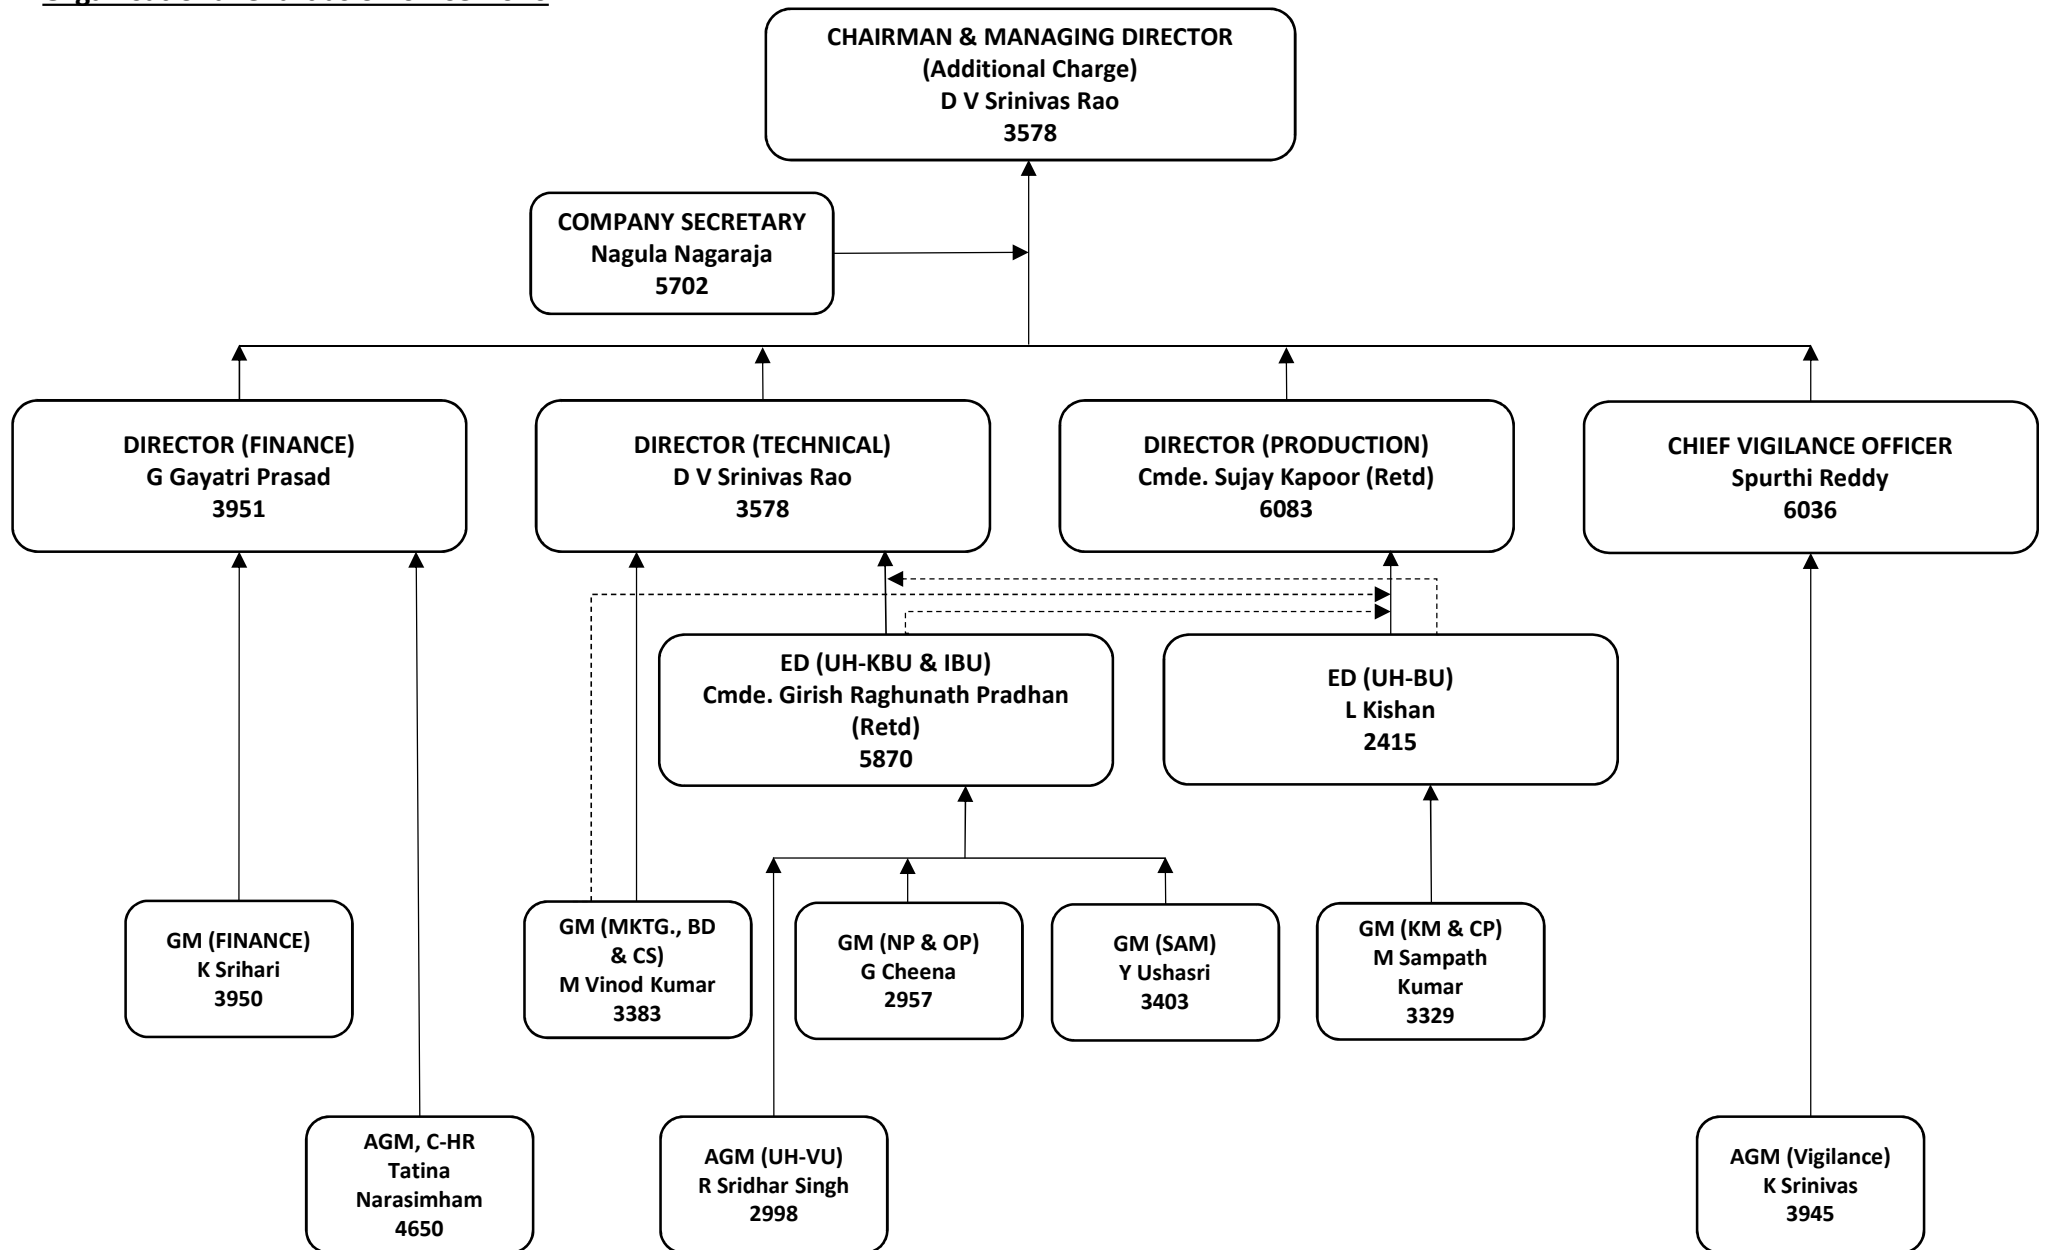 CHAIRMAN & MANAGING DIRECTOR
(Additional Charge)
D V Srinivas Rao
3578
COMPANY SECRETARY
Nagula Nagaraja
5702
DIRECTOR (FINANCE)
G Gayatri Prasad
3951
DIRECTOR (TECHNICAL)
D V Srinivas Rao
3578
DIRECTOR (PRODUCTION)
Cmde. Sujay Kapoor (Retd)
6083
CHIEF VIGILANCE OFFICER
Spurthi Reddy
6036
ED (UH-KBU & IBU)
Cmde. Girish Raghunath Pradhan
(Retd)
5870
ED (UH-BU)
L Kishan
2415
GM (FINANCE)
K Srihari
3950
GM (MKTG., BD
& CS)
M Vinod Kumar
3383
GM (NP & OP)
G Cheena
2957
GM (SAM)
Y Ushasri
3403
GM (KM & CP)
M Sampath
Kumar
3329
AGM, C-HR
Tatina
Narasimham
4650
AGM (UH-VU)
R Sridhar Singh
2998
AGM (Vigilance)
K Srinivas
3945